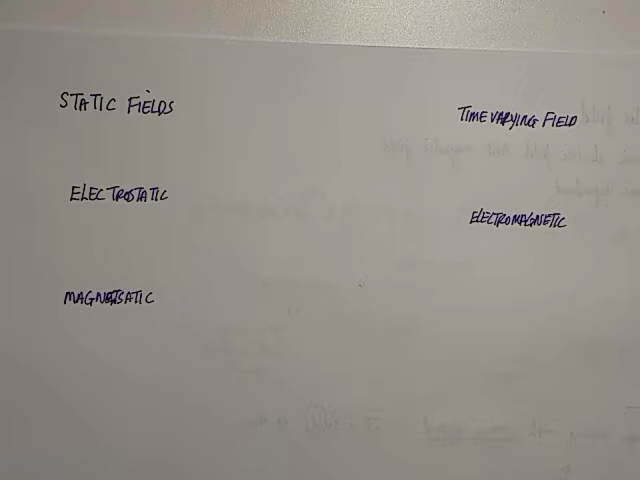 STATIC FIELDS
TIME VARYING FIELD
ELECTROSTATIC
ELECTROMAGNETIC
MAGNETSATIC